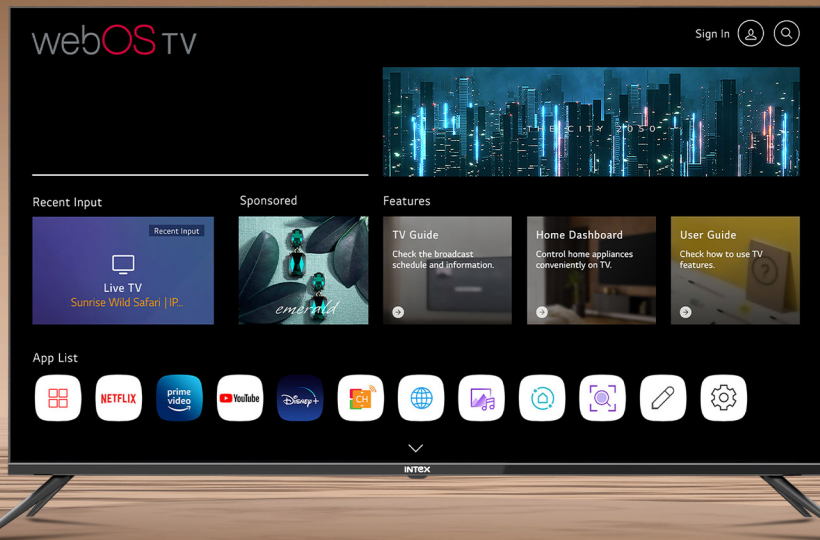 webOS TV
Sign In
THE CITY 2050
Recent Input
Sponsored
Features
Recent Input
Live TV
Sunrise Wild Safari | IP...
emerald
TV Guide
Check the broadcast
schedule and information.
Home Dashboard
Control home appliances
conveniently on TV.
User Guide
Check how to use TV
features.
App List
NETFLIX
prime
video
YouTube
Disney+
CH
INTEX